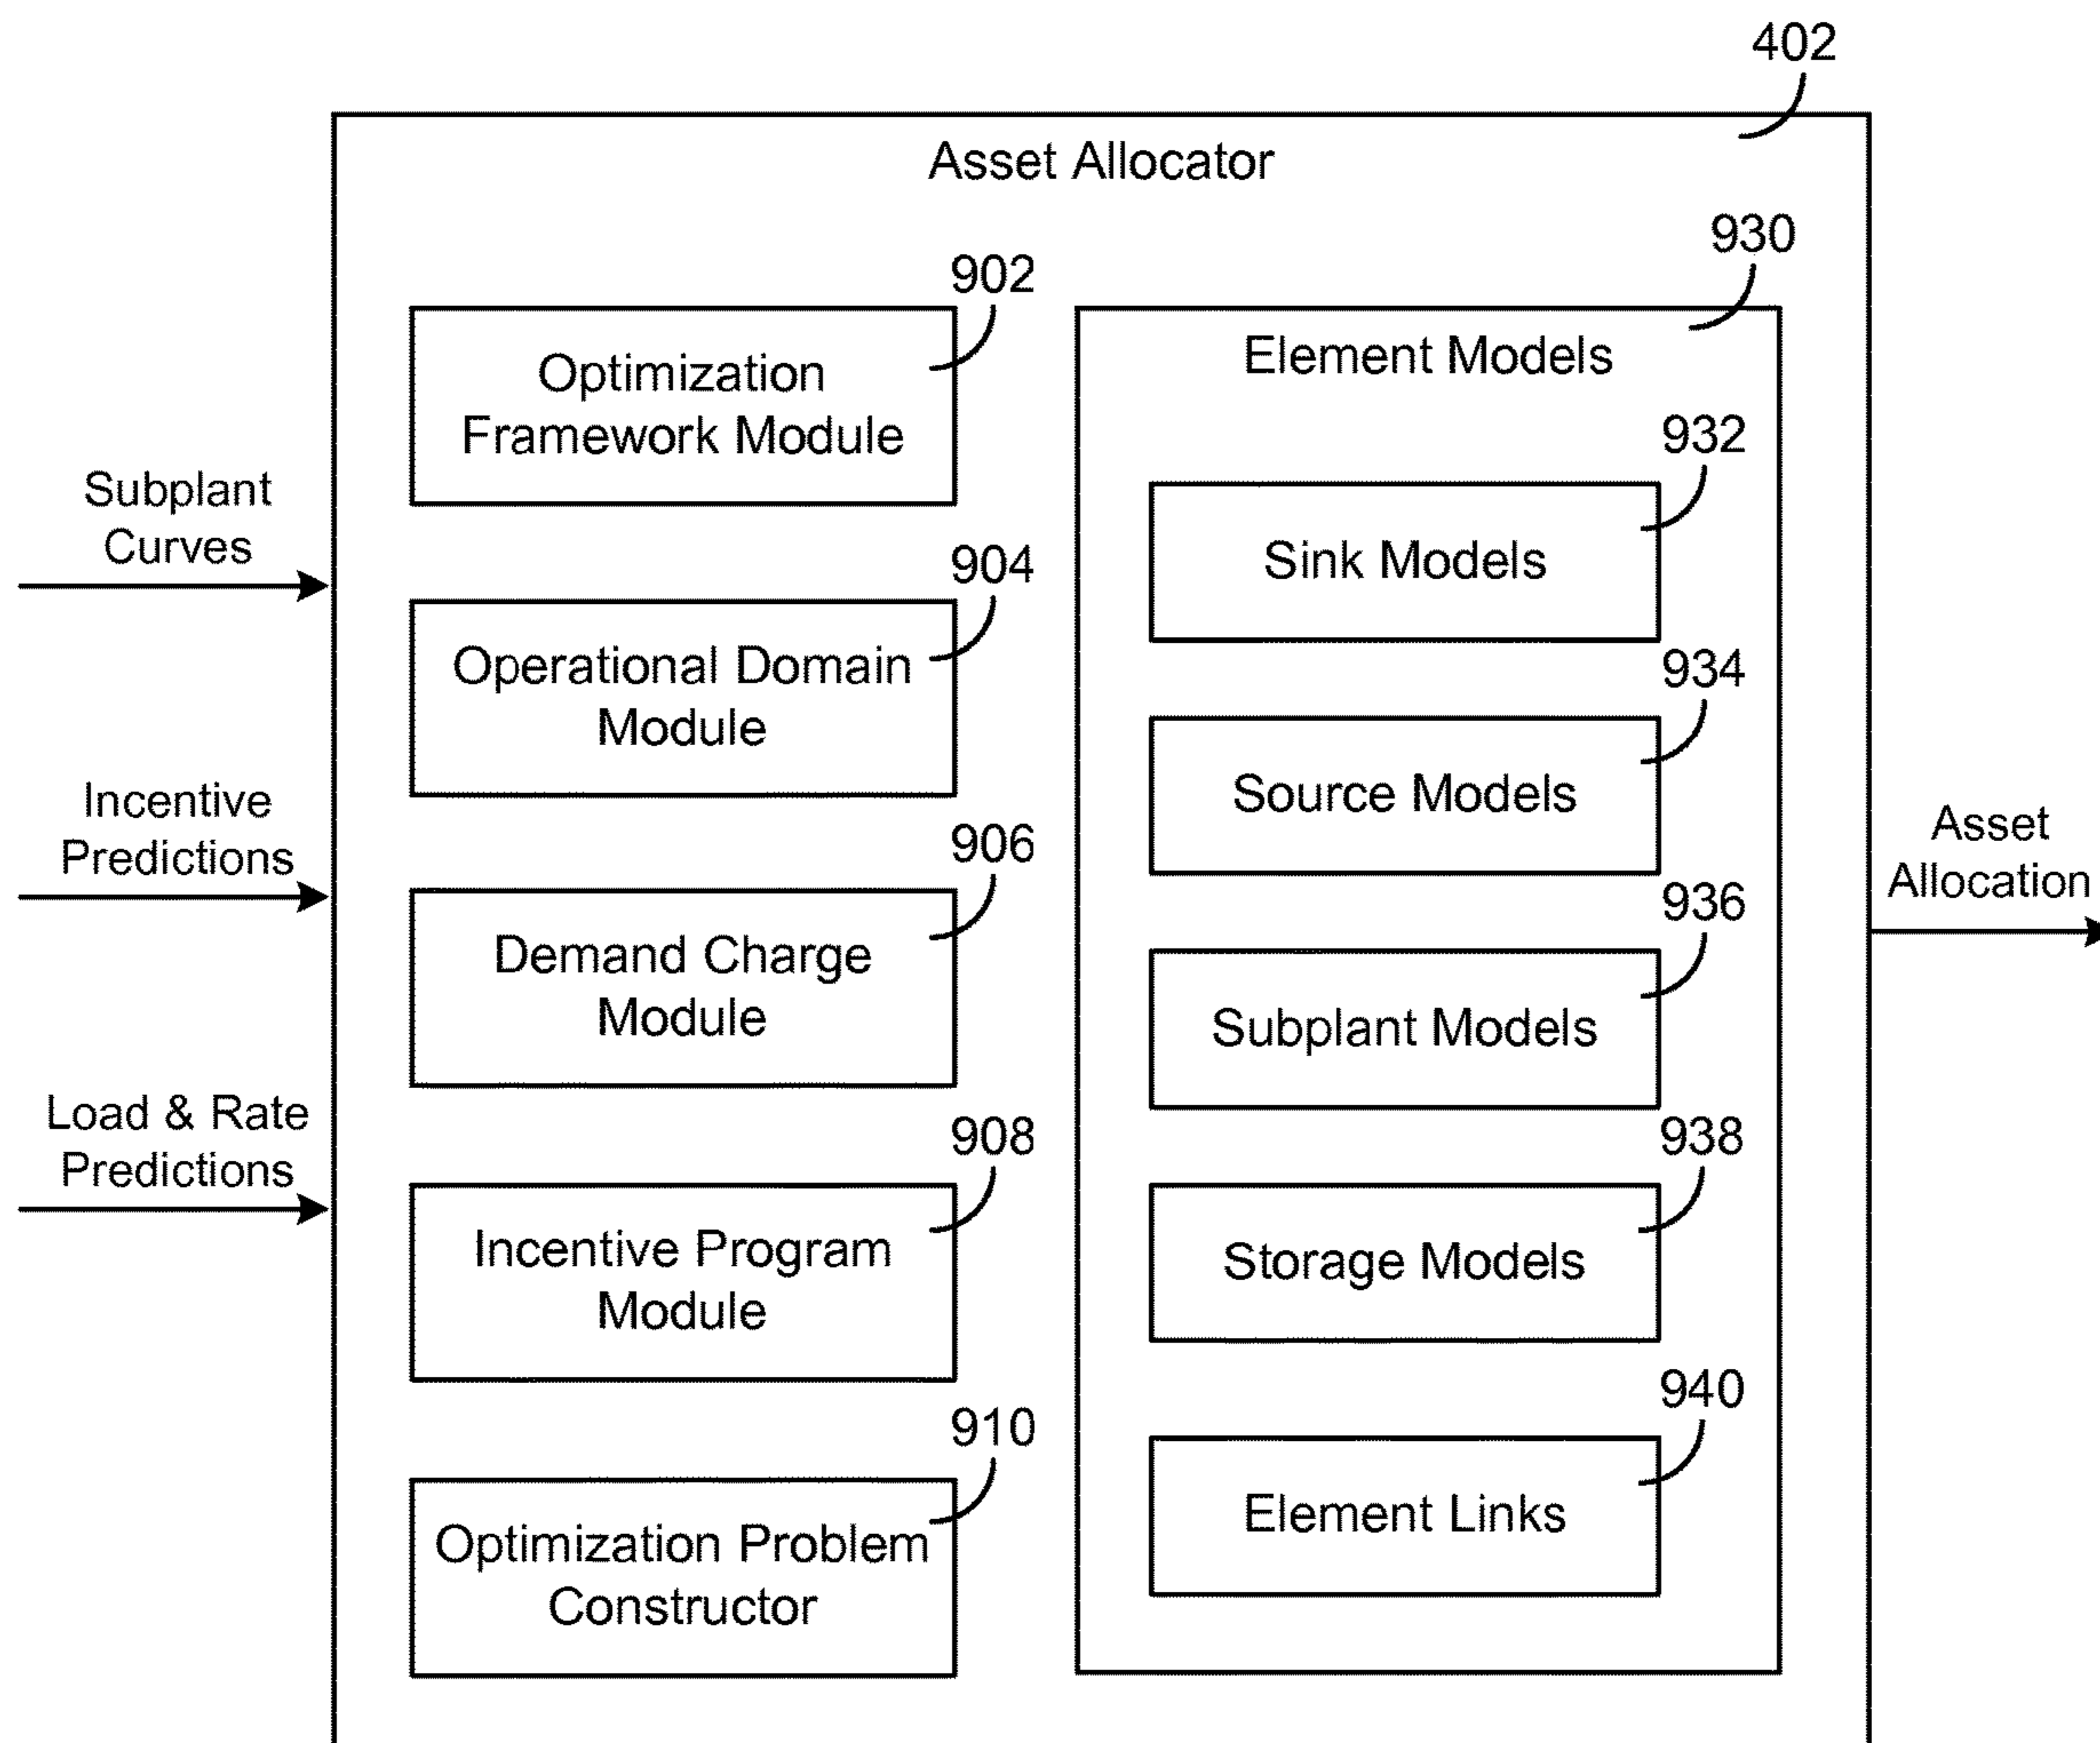 402
Asset Allocator
930
902
Optimization
Framework Module
Element Models
932
Sink Models
Subplant
Curves
904
Operational Domain
Module
934
Source Models
Incentive
Predictions
906
Demand Charge
Module
936
Subplant Models
Asset
Allocation
Load & Rate
Predictions
908
Incentive Program
Module
938
Storage Models
910
Optimization Problem
Constructor
940
Element Links